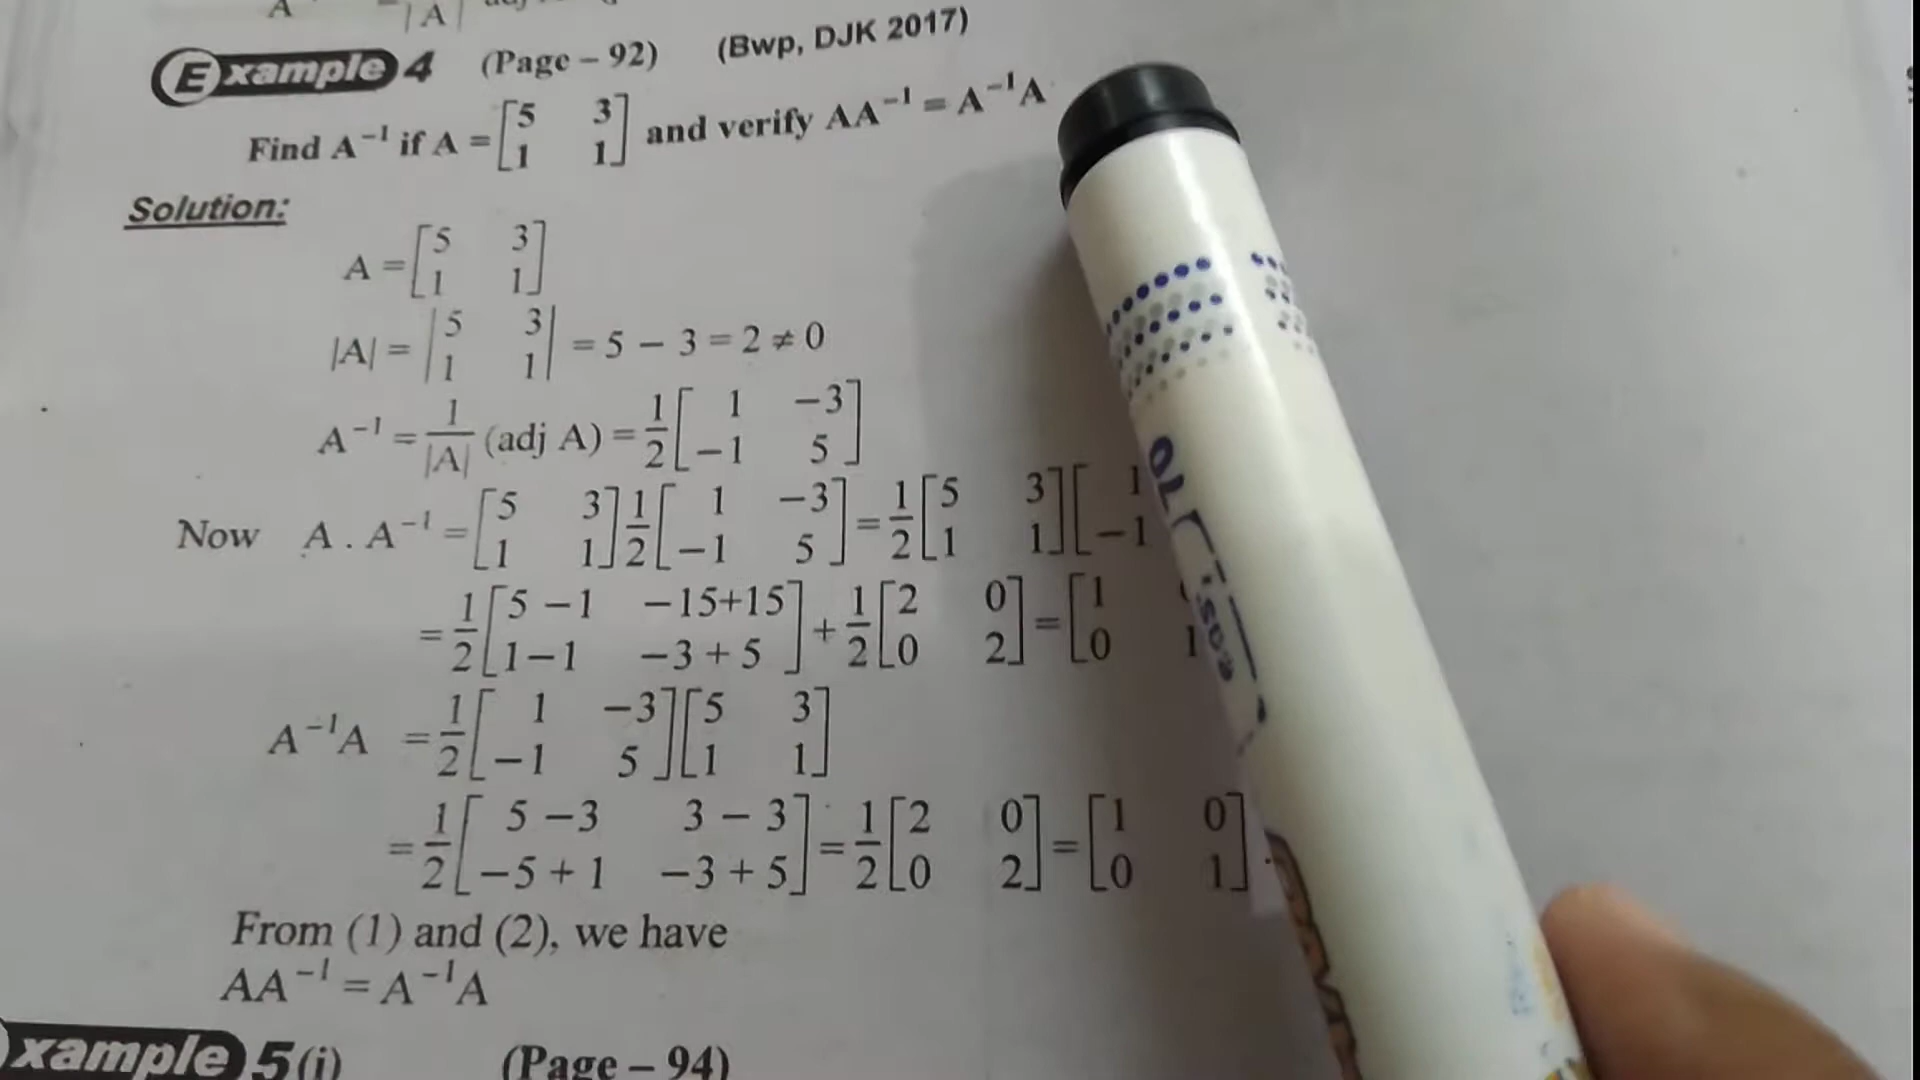 Example 4 (Page – 92) (Bwp, DJK 2017)
Find A⁻¹ if A = [5 3; 1 1] and verify AA⁻¹ = A⁻¹A
Solution:
A = [5 3; 1 1]
|A| = |5 3; 1 1| = 5 – 3 = 2 ≠ 0
A⁻¹ = 1/|A| (adj A) = 1/2 [1 –3; –1 5]
Now A . A⁻¹ = [5 3; 1 1] 1/2 [1 –3; –1 5] = 1/2 [5 3; 1 1] [1; –1
= 1/2 [5 –1 –15+15; 1–1 –3 + 5] + 1/2 [2 0; 0 2] = [1; 0 1
A⁻¹A = 1/2 [1 –3; –1 5] [5 3; 1 1]
= 1/2 [5 –3 3 – 3; –5 + 1 –3 + 5] = 1/2 [2 0; 0 2] = [1 0; 0 1]
From (1) and (2), we have
AA⁻¹ = A⁻¹A
xample 5(i) (Page – 94)